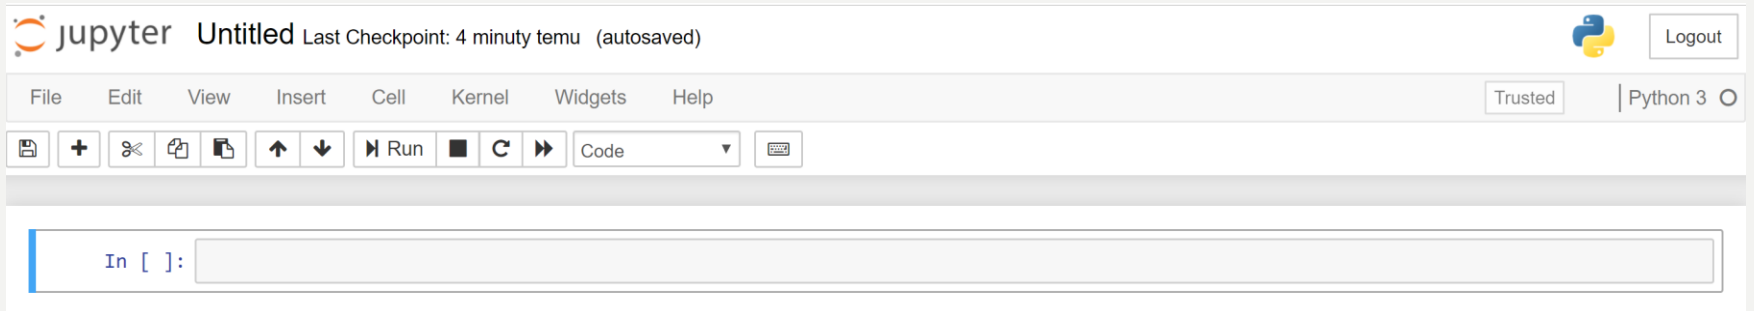 jupyter Untitled Last Checkpoint: 4 minuty temu (autosaved)
Logout
File Edit View Insert Cell Kernel Widgets Help
Trusted
Python 3
Run
Code
In [ ]: